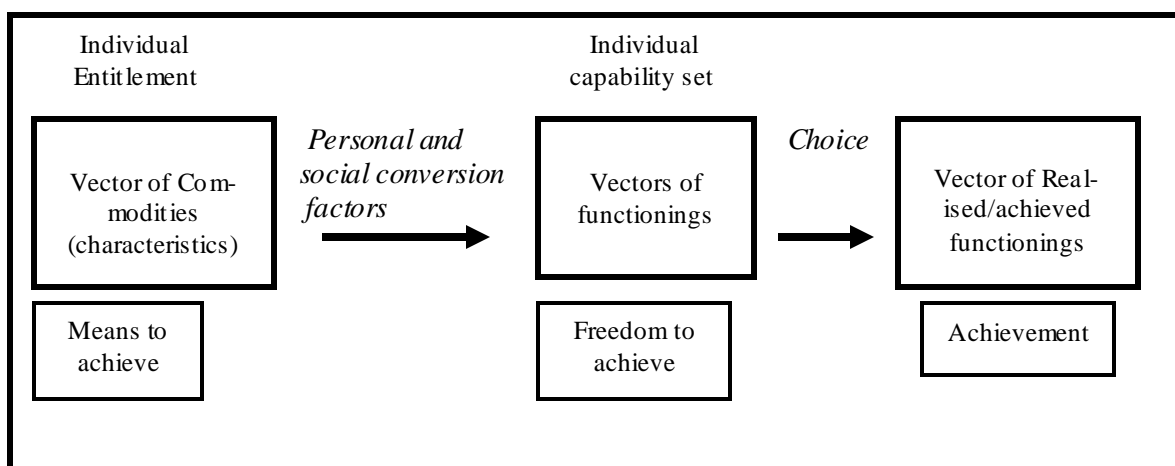 Individual
Entitlement
Vector of Com-
modities
(characteristics)
Means to
achieve
Personal and
social conversion
factors
Individual
capability set
Vectors of
functionings
Freedom to
achieve
Choice
Vector of Real-
ised/achieved
functionings
Achievement